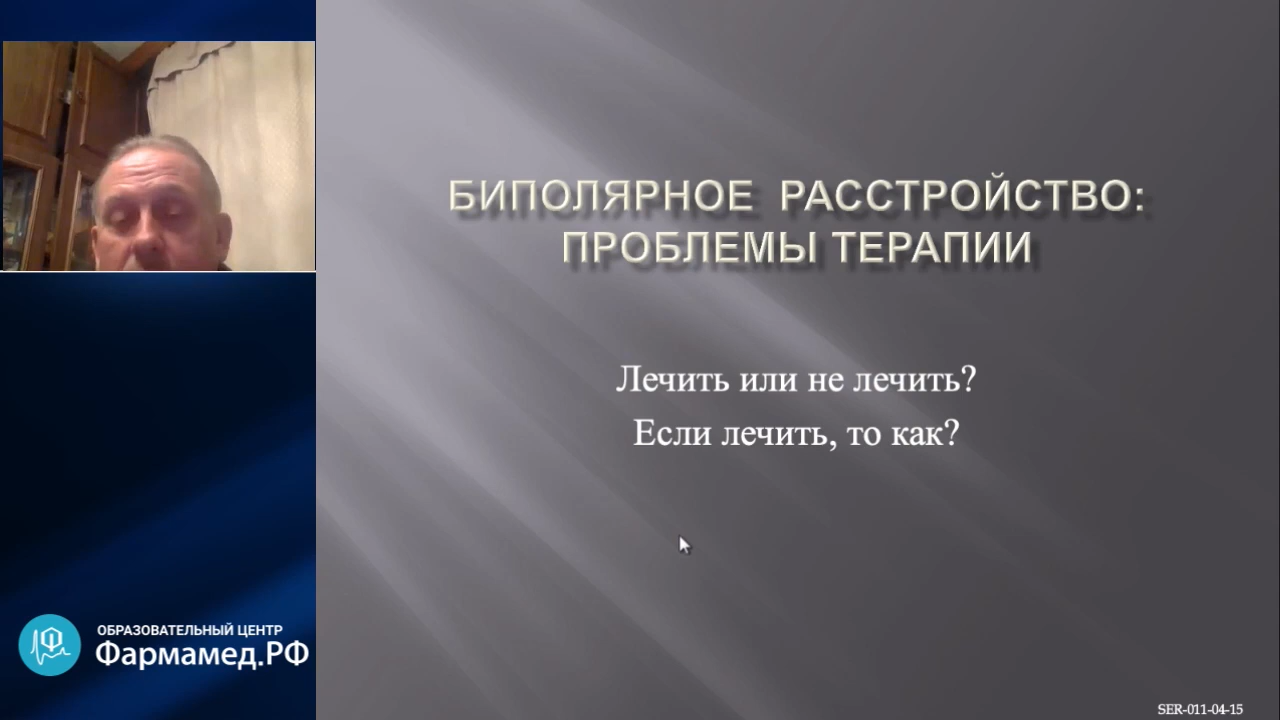 БИПОЛЯРНОЕ РАССТРОЙСТВО:
ПРОБЛЕМЫ ТЕРАПИИ
Лечить или не лечить?
Если лечить, то как?
ОБРАЗОВАТЕЛЬНЫЙ ЦЕНТР
Фармамед.РФ
SER-011-04-15